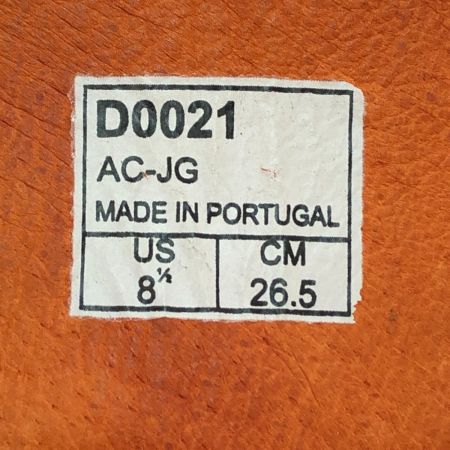 D0021
AC-JG
MADE IN PORTUGAL
US CM
8½ 26.5